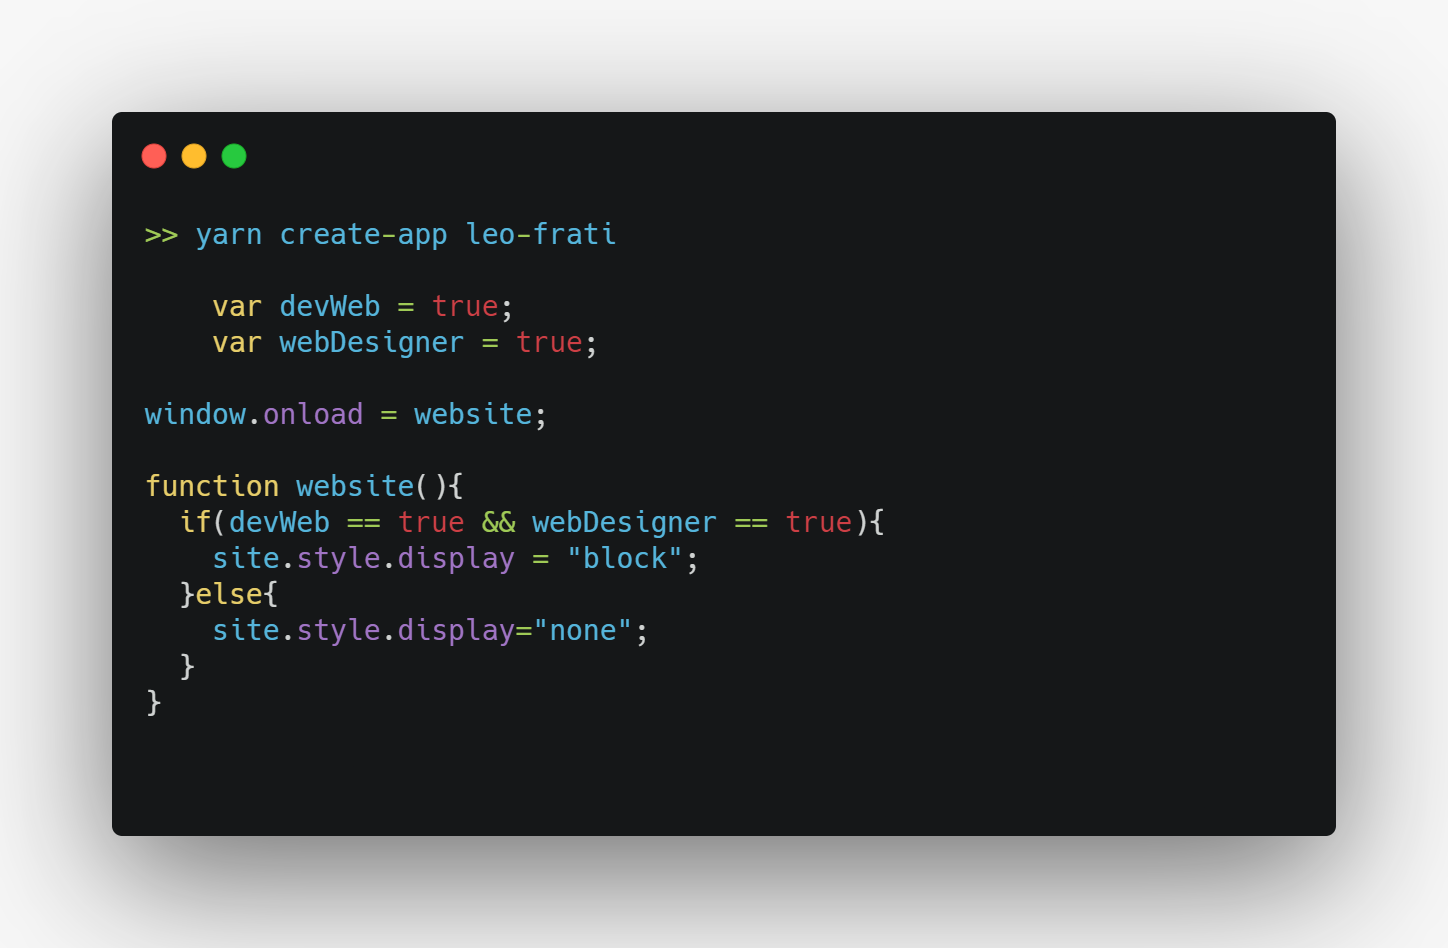 >> yarn create-app leo-frati
var devWeb = true;
var webDesigner = true;
window.onload = website;
function website(){
if(devWeb == true && webDesigner == true){
site.style.display = "block";
}else{
site.style.display="none";
}
}